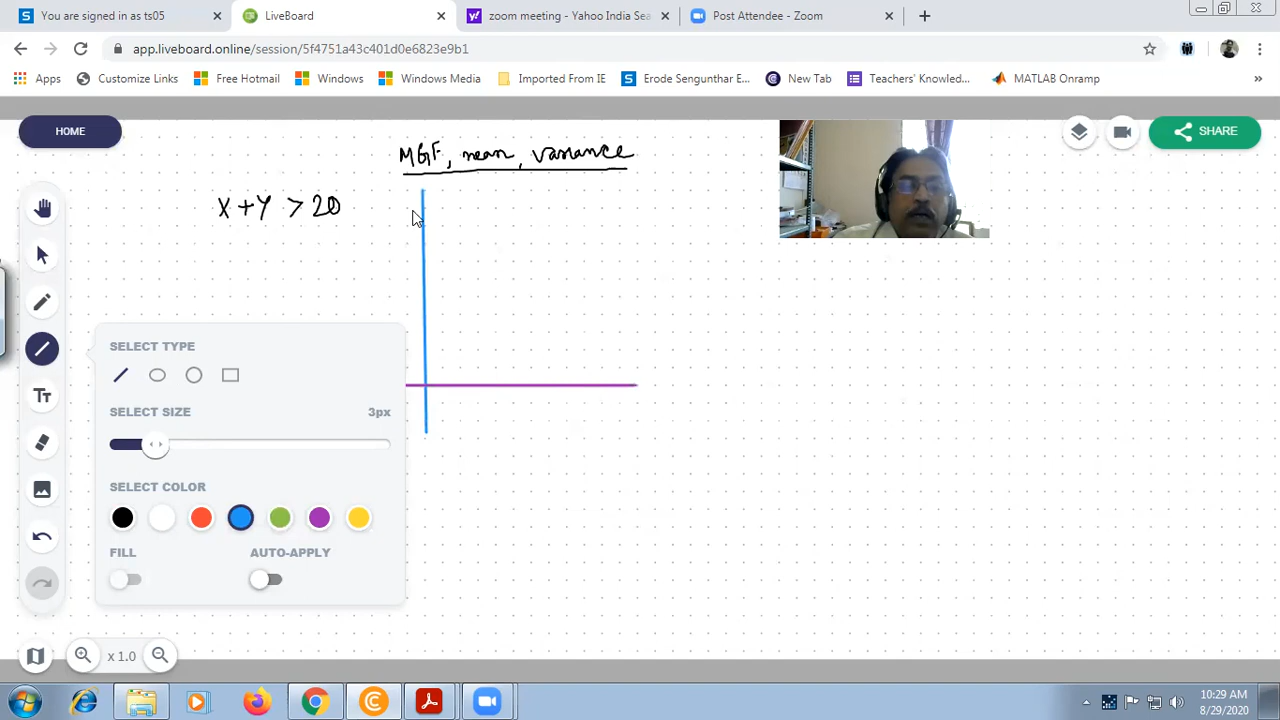 You are signed in as ts05
LiveBoard
zoom meeting - Yahoo India Sea
Post Attendee - Zoom
app.liveboard.online/session/5f4751a43c401d0e6823e9b1
Apps
Customize Links
Free Hotmail
Windows
Windows Media
Imported From IE
Erode Sengunthar E...
New Tab
Teachers' Knowled...
MATLAB Onramp
HOME
SHARE
MGF, mean, variance
X + Y > 20
SELECT TYPE
SELECT SIZE 3px
SELECT COLOR
FILL AUTO-APPLY
x 1.0
10:29 AM
8/29/2020